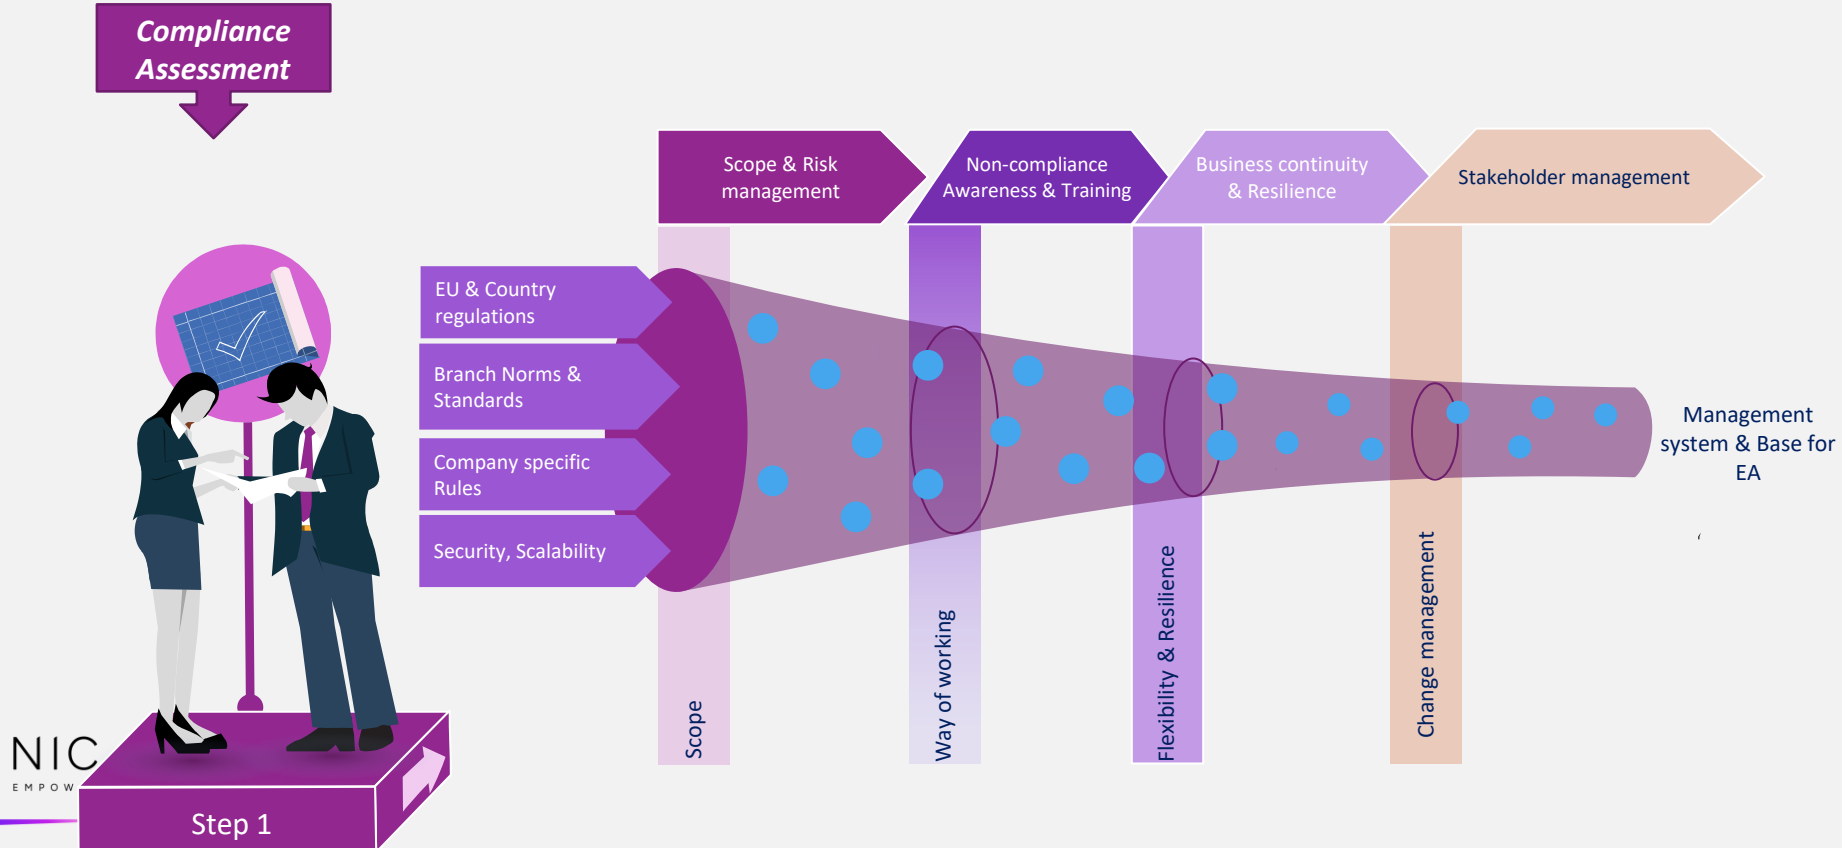 Compliance
Assessment
Scope & Risk
management
Non-compliance
Awareness & Training
Business continuity
& Resilience
Stakeholder management
EU & Country
regulations
Branch Norms &
Standards
Company specific
Rules
Security, Scalability
Management
system & Base for
EA
Scope
Way of working
Flexibility & Resilience
Change management
NIC
EMPOW
Step 1